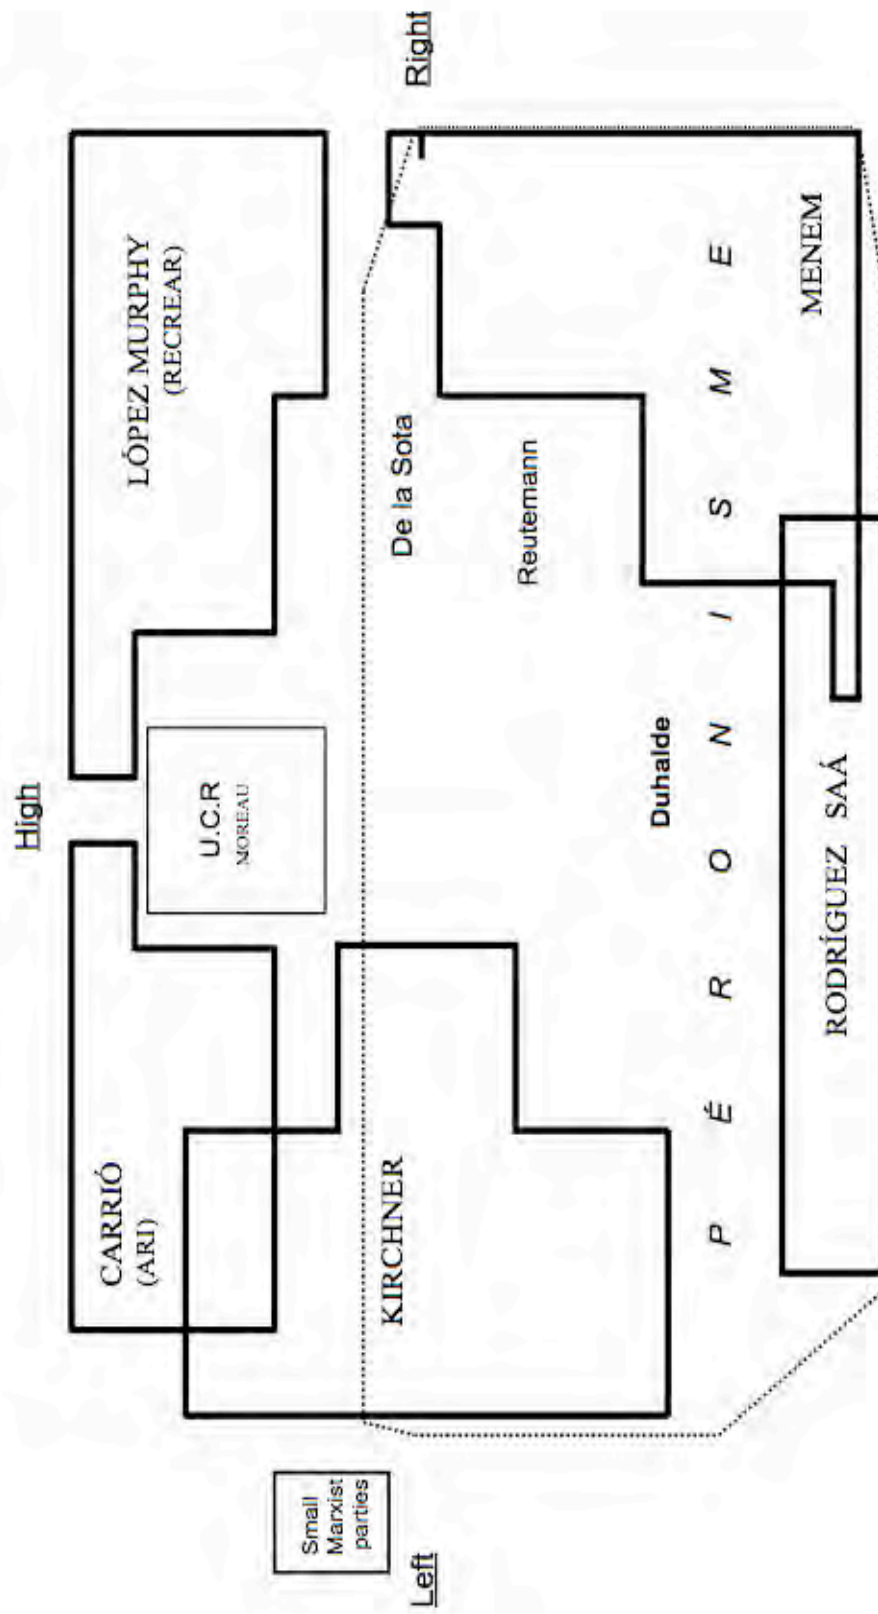 High
CARRIÓ
(ARI)
LÓPEZ MURPHY
(RECREAR)
U.C.R
MOREAU
Small
Marxist
parties
Left
Right
KIRCHNER
De la Sota
Reutemann
Duhalde
P É R O N I S M E
RODRÍGUEZ SAÁ
MENEM